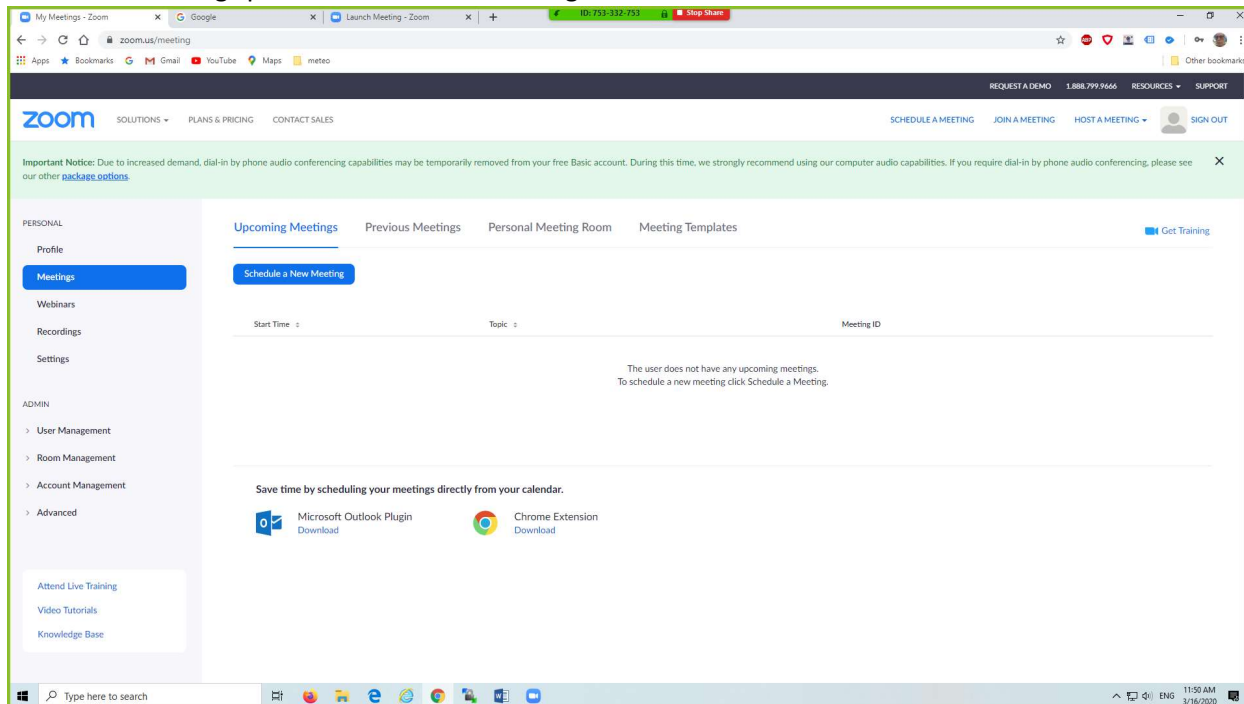 My Meetings - Zoom
Google
Launch Meeting - Zoom
ID: 753-332-753
Stop Share
zoom.us/meeting
Apps
Bookmarks
Gmail
YouTube
Maps
meteo
Other bookmarks
REQUEST A DEMO 1.888.799.9666 RESOURCES SUPPORT
zoom SOLUTIONS PLANS & PRICING CONTACT SALES SCHEDULE A MEETING JOIN A MEETING HOST A MEETING SIGN OUT
Important Notice: Due to increased demand, dial-in by phone audio conferencing capabilities may be temporarily removed from your free Basic account. During this time, we strongly recommend using our computer audio capabilities. If you require dial-in by phone audio conferencing, please see
our other package options.
PERSONAL
Profile
Meetings
Webinars
Recordings
Settings
ADMIN
User Management
Room Management
Account Management
Advanced
Attend Live Training
Video Tutorials
Knowledge Base
Upcoming Meetings Previous Meetings Personal Meeting Room Meeting Templates
Get Training
Schedule a New Meeting
Start Time Topic Meeting ID
The user does not have any upcoming meetings.
To schedule a new meeting click Schedule a Meeting.
Save time by scheduling your meetings directly from your calendar.
Microsoft Outlook Plugin
Download
Chrome Extension
Download
Type here to search
ENG
11:50 AM
3/16/2020